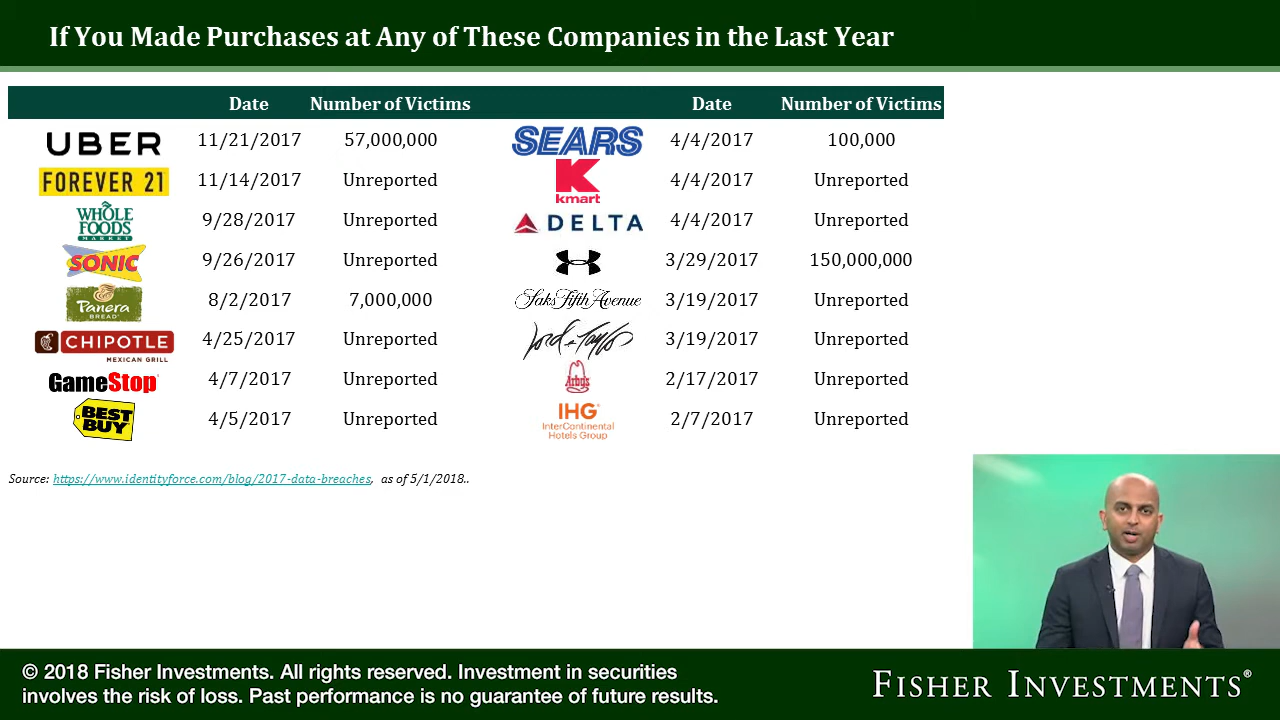 If You Made Purchases at Any of These Companies in the Last Year
Date Number of Victims Date Number of Victims
UBER 11/21/2017 57,000,000 SEARS 4/4/2017 100,000
FOREVER 21 11/14/2017 Unreported K kmart 4/4/2017 Unreported
WHOLE FOODS MARKET 9/28/2017 Unreported DELTA 4/4/2017 Unreported
SONIC 9/26/2017 Unreported 3/29/2017 150,000,000
Panera BREAD 8/2/2017 7,000,000 Saks Fifth Avenue 3/19/2017 Unreported
CHIPOTLE MEXICAN GRILL 4/25/2017 Unreported Lord & Taylor 3/19/2017 Unreported
GameStop 4/7/2017 Unreported Arby's 2/17/2017 Unreported
BEST BUY 4/5/2017 Unreported IHG InterContinental Hotels Group 2/7/2017 Unreported
Source: https://www.identityforce.com/blog/2017-data-breaches, as of 5/1/2018..
© 2018 Fisher Investments. All rights reserved. Investment in securities
involves the risk of loss. Past performance is no guarantee of future results.
FISHER INVESTMENTS®